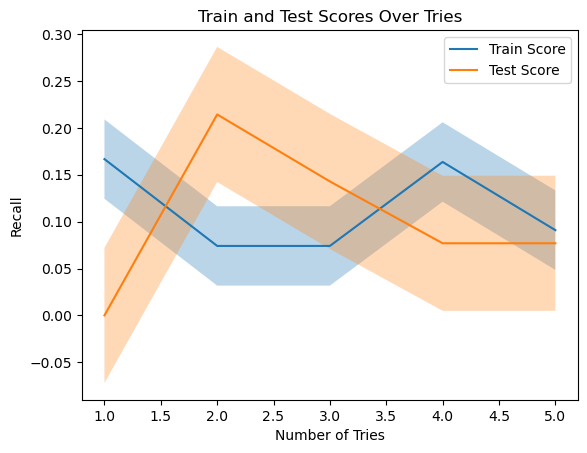 Train and Test Scores Over Tries
Train Score
Test Score
Recall
0.30
0.25
0.20
0.15
0.10
0.05
0.00
−0.05
1.0 1.5 2.0 2.5 3.0 3.5 4.0 4.5 5.0
Number of Tries